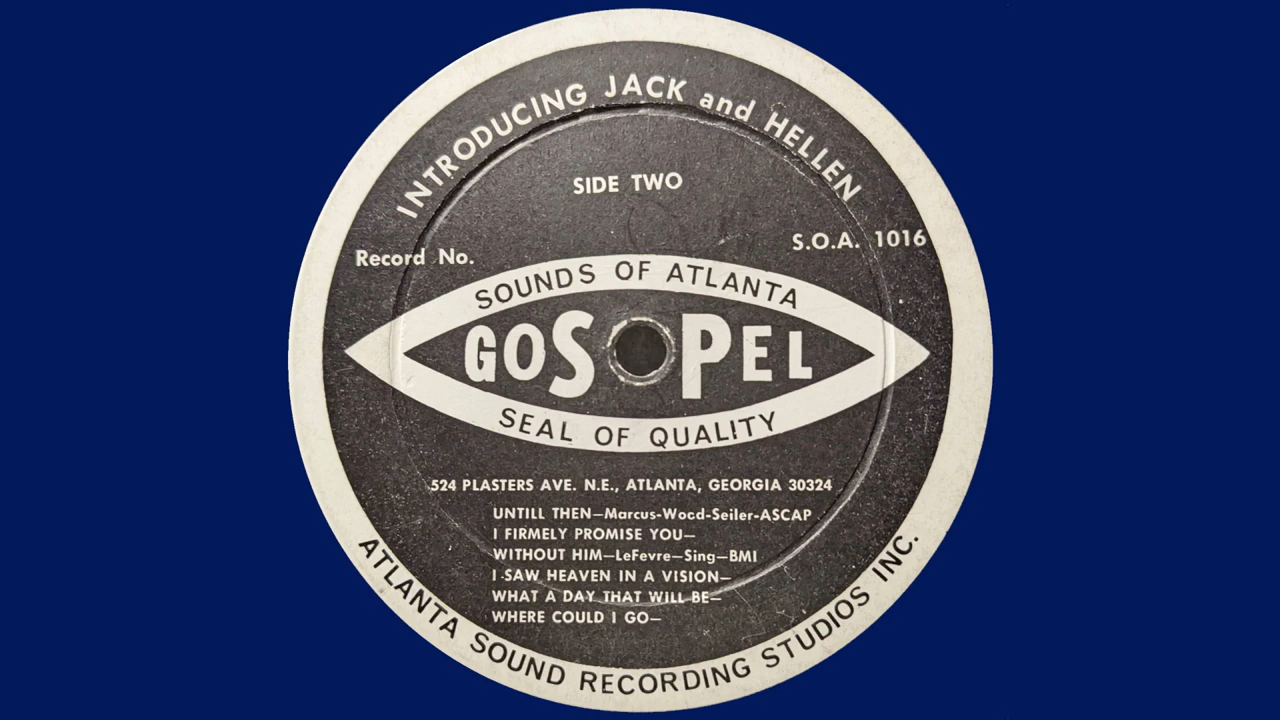 INTRODUCING JACK and HELLEN
SIDE TWO
Record No.
S.O.A. 1016
SOUNDS OF ATLANTA
GOSPEL
SEAL OF QUALITY
524 PLASTERS AVE. N.E., ATLANTA, GEORGIA 30324
UNTILL THEN—Marcus-Wood-Seiler-ASCAP
I FIRMELY PROMISE YOU—
WITHOUT HIM—LeFevre—Sing—BMI
I SAW HEAVEN IN A VISION—
WHAT A DAY THAT WILL BE—
WHERE COULD I GO—
ATLANTA SOUND RECORDING STUDIOS INC.